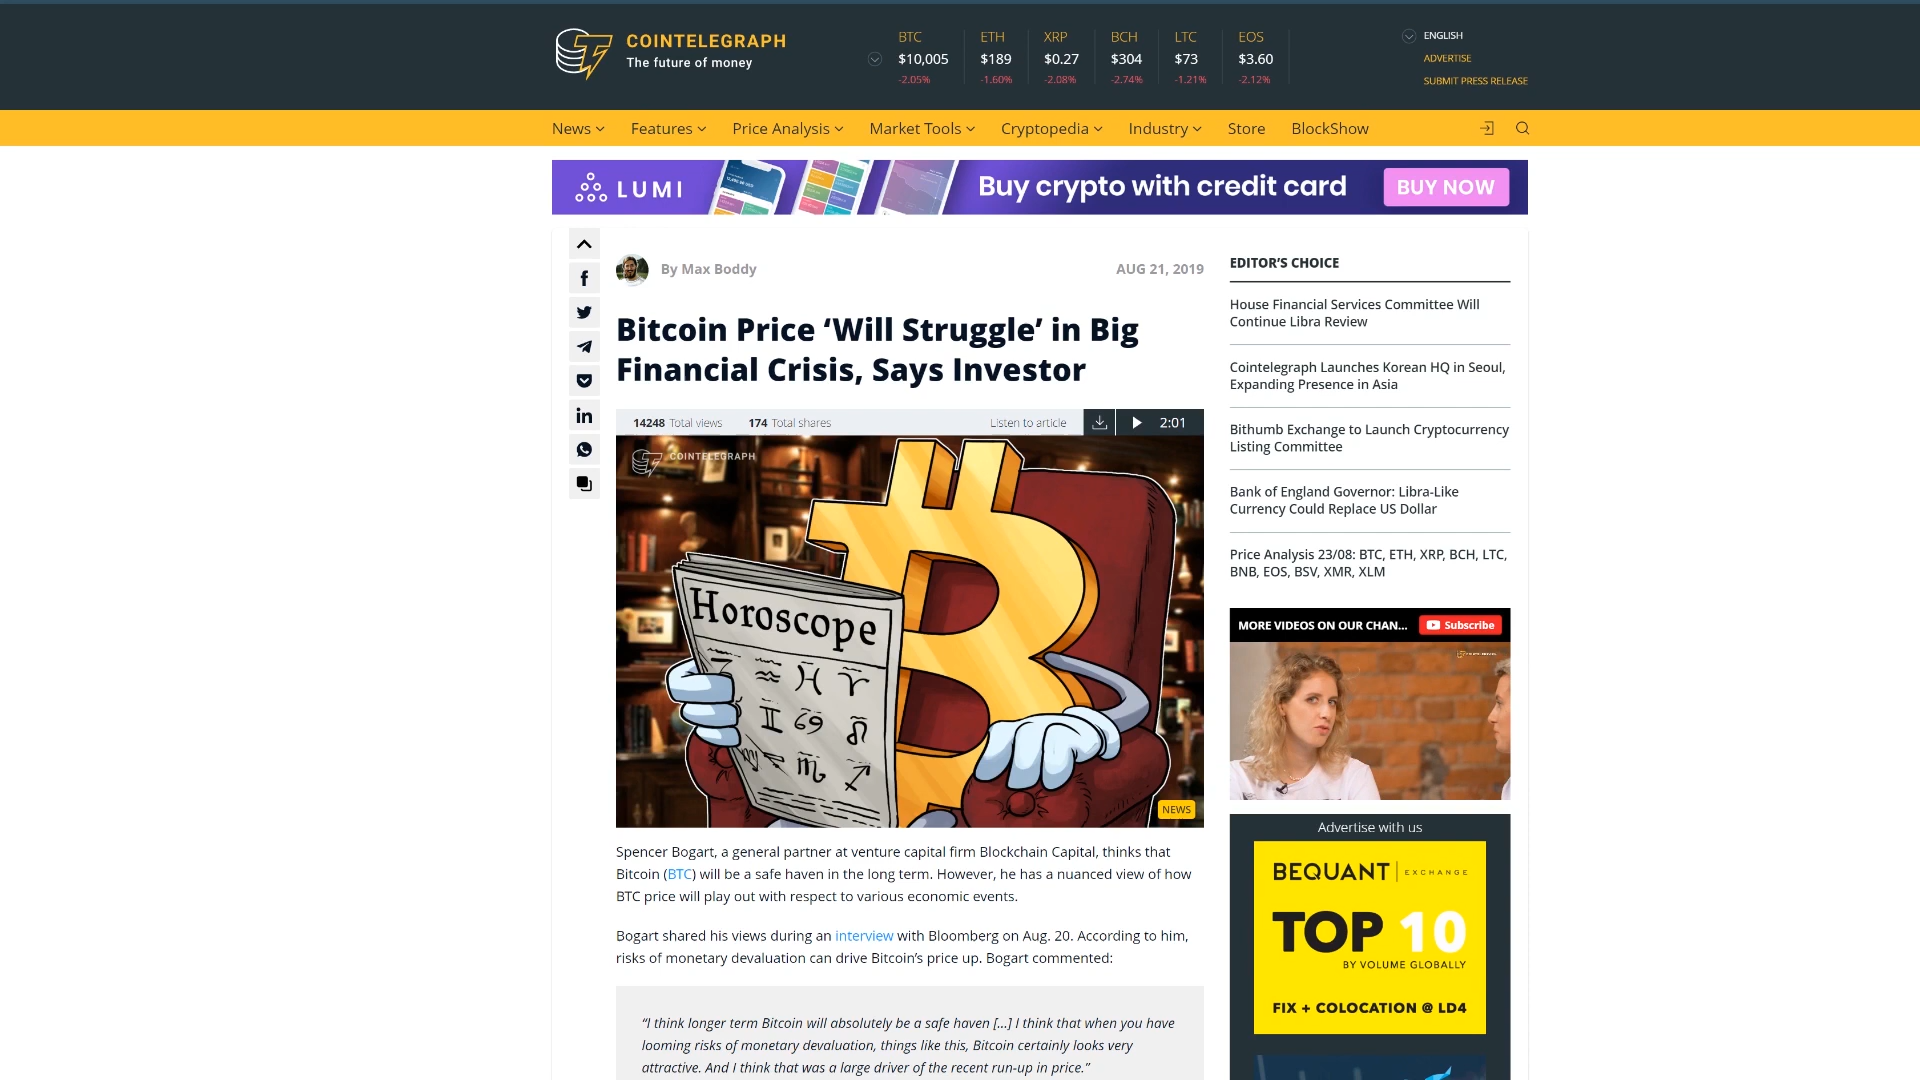 COINTELEGRAPH
The future of money
BTC
$10,005
-2.05%
ETH
$189
-1.60%
XRP
$0.27
-2.08%
BCH
$304
-2.74%
LTC
$73
-1.21%
EOS
$3.60
-2.12%
ENGLISH
ADVERTISE
SUBMIT PRESS RELEASE
News Features Price Analysis Market Tools Cryptopedia Industry Store BlockShow
LUMI Buy crypto with credit card BUY NOW
By Max Boddy AUG 21, 2019
Bitcoin Price ‘Will Struggle’ in Big
Financial Crisis, Says Investor
14248 Total views 174 Total shares Listen to article 2:01
COINTELEGRAPH
Horoscope
NEWS
Spencer Bogart, a general partner at venture capital firm Blockchain Capital, thinks that
Bitcoin (BTC) will be a safe haven in the long term. However, he has a nuanced view of how
BTC price will play out with respect to various economic events.
Bogart shared his views during an interview with Bloomberg on Aug. 20. According to him,
risks of monetary devaluation can drive Bitcoin’s price up. Bogart commented:
“I think longer term Bitcoin will absolutely be a safe haven [...] I think that when you have
looming risks of monetary devaluation, things like this, Bitcoin certainly looks very
attractive. And I think that was a large driver of the recent run-up in price.”
EDITOR’S CHOICE
House Financial Services Committee Will
Continue Libra Review
Cointelegraph Launches Korean HQ in Seoul,
Expanding Presence in Asia
Bithumb Exchange to Launch Cryptocurrency
Listing Committee
Bank of England Governor: Libra-Like
Currency Could Replace US Dollar
Price Analysis 23/08: BTC, ETH, XRP, BCH, LTC,
BNB, EOS, BSV, XMR, XLM
MORE VIDEOS ON OUR CHAN... Subscribe
Advertise with us
BEQUANT | EXCHANGE
TOP 10
BY VOLUME GLOBALLY
FIX + COLOCATION @ LD4